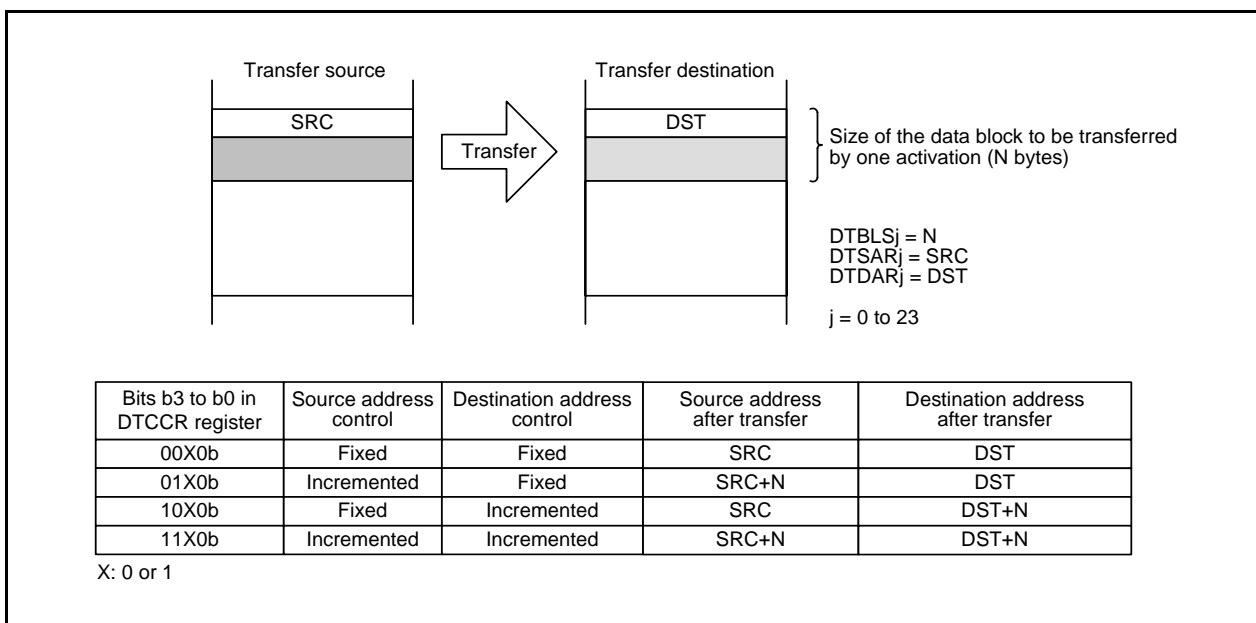 Transfer source
Transfer destination
SRC
DST
Transfer
Size of the data block to be transferred
by one activation (N bytes)
DTBLSj = N
DTSARj = SRC
DTDARj = DST
j = 0 to 23
Bits b3 to b0 in DTCCR register | Source address control | Destination address control | Source address after transfer | Destination address after transfer
00X0b | Fixed | Fixed | SRC | DST
01X0b | Incremented | Fixed | SRC+N | DST
10X0b | Fixed | Incremented | SRC | DST+N
11X0b | Incremented | Incremented | SRC+N | DST+N
X: 0 or 1